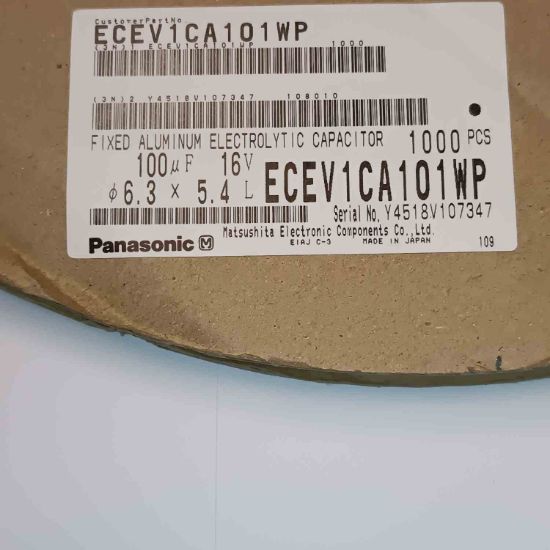 CustomerPartNo
ECEV1CA101WP
(3N)1 ECEV1CA101WP 1000
(3N)2 Y4518V107347 108010
FIXED ALUMINUM ELECTROLYTIC CAPACITOR 1000 PCS
100μF 16V
φ6.3 × 5.4 L ECEV1CA101WP
Serial No. Y4518V107347
Panasonic M Matsushita Electronic Components Co.,Ltd.
EIAJ C-3 MADE IN JAPAN 109